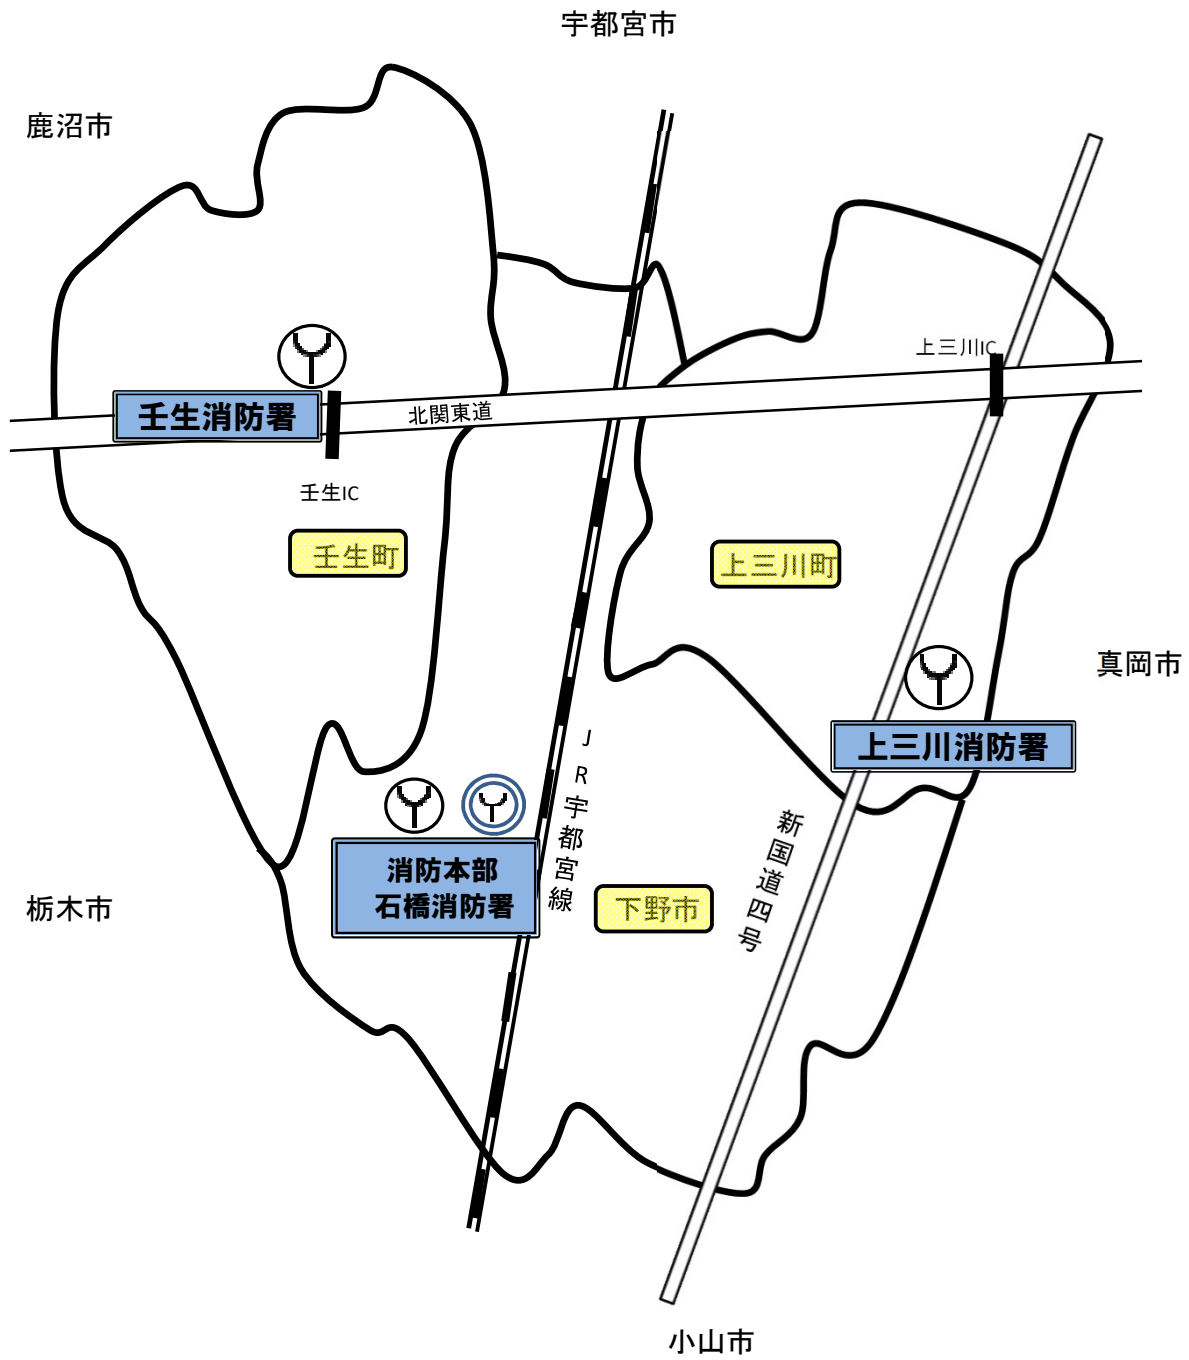 宇都宮市
鹿沼市
上三川IC
壬生消防署
北関東道
壬生IC
壬生町
上三川町
真岡市
上三川消防署
JR宇都宮線
新国道四号
消防本部
石橋消防署
下野市
栃木市
小山市